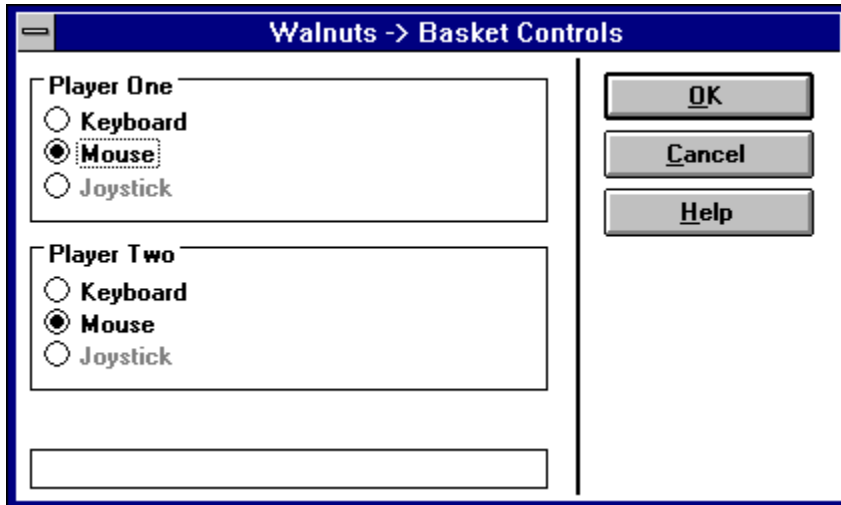 Walnuts -> Basket Controls
Player One
Keyboard
Mouse
Joystick
Player Two
Keyboard
Mouse
Joystick
OK
Cancel
Help